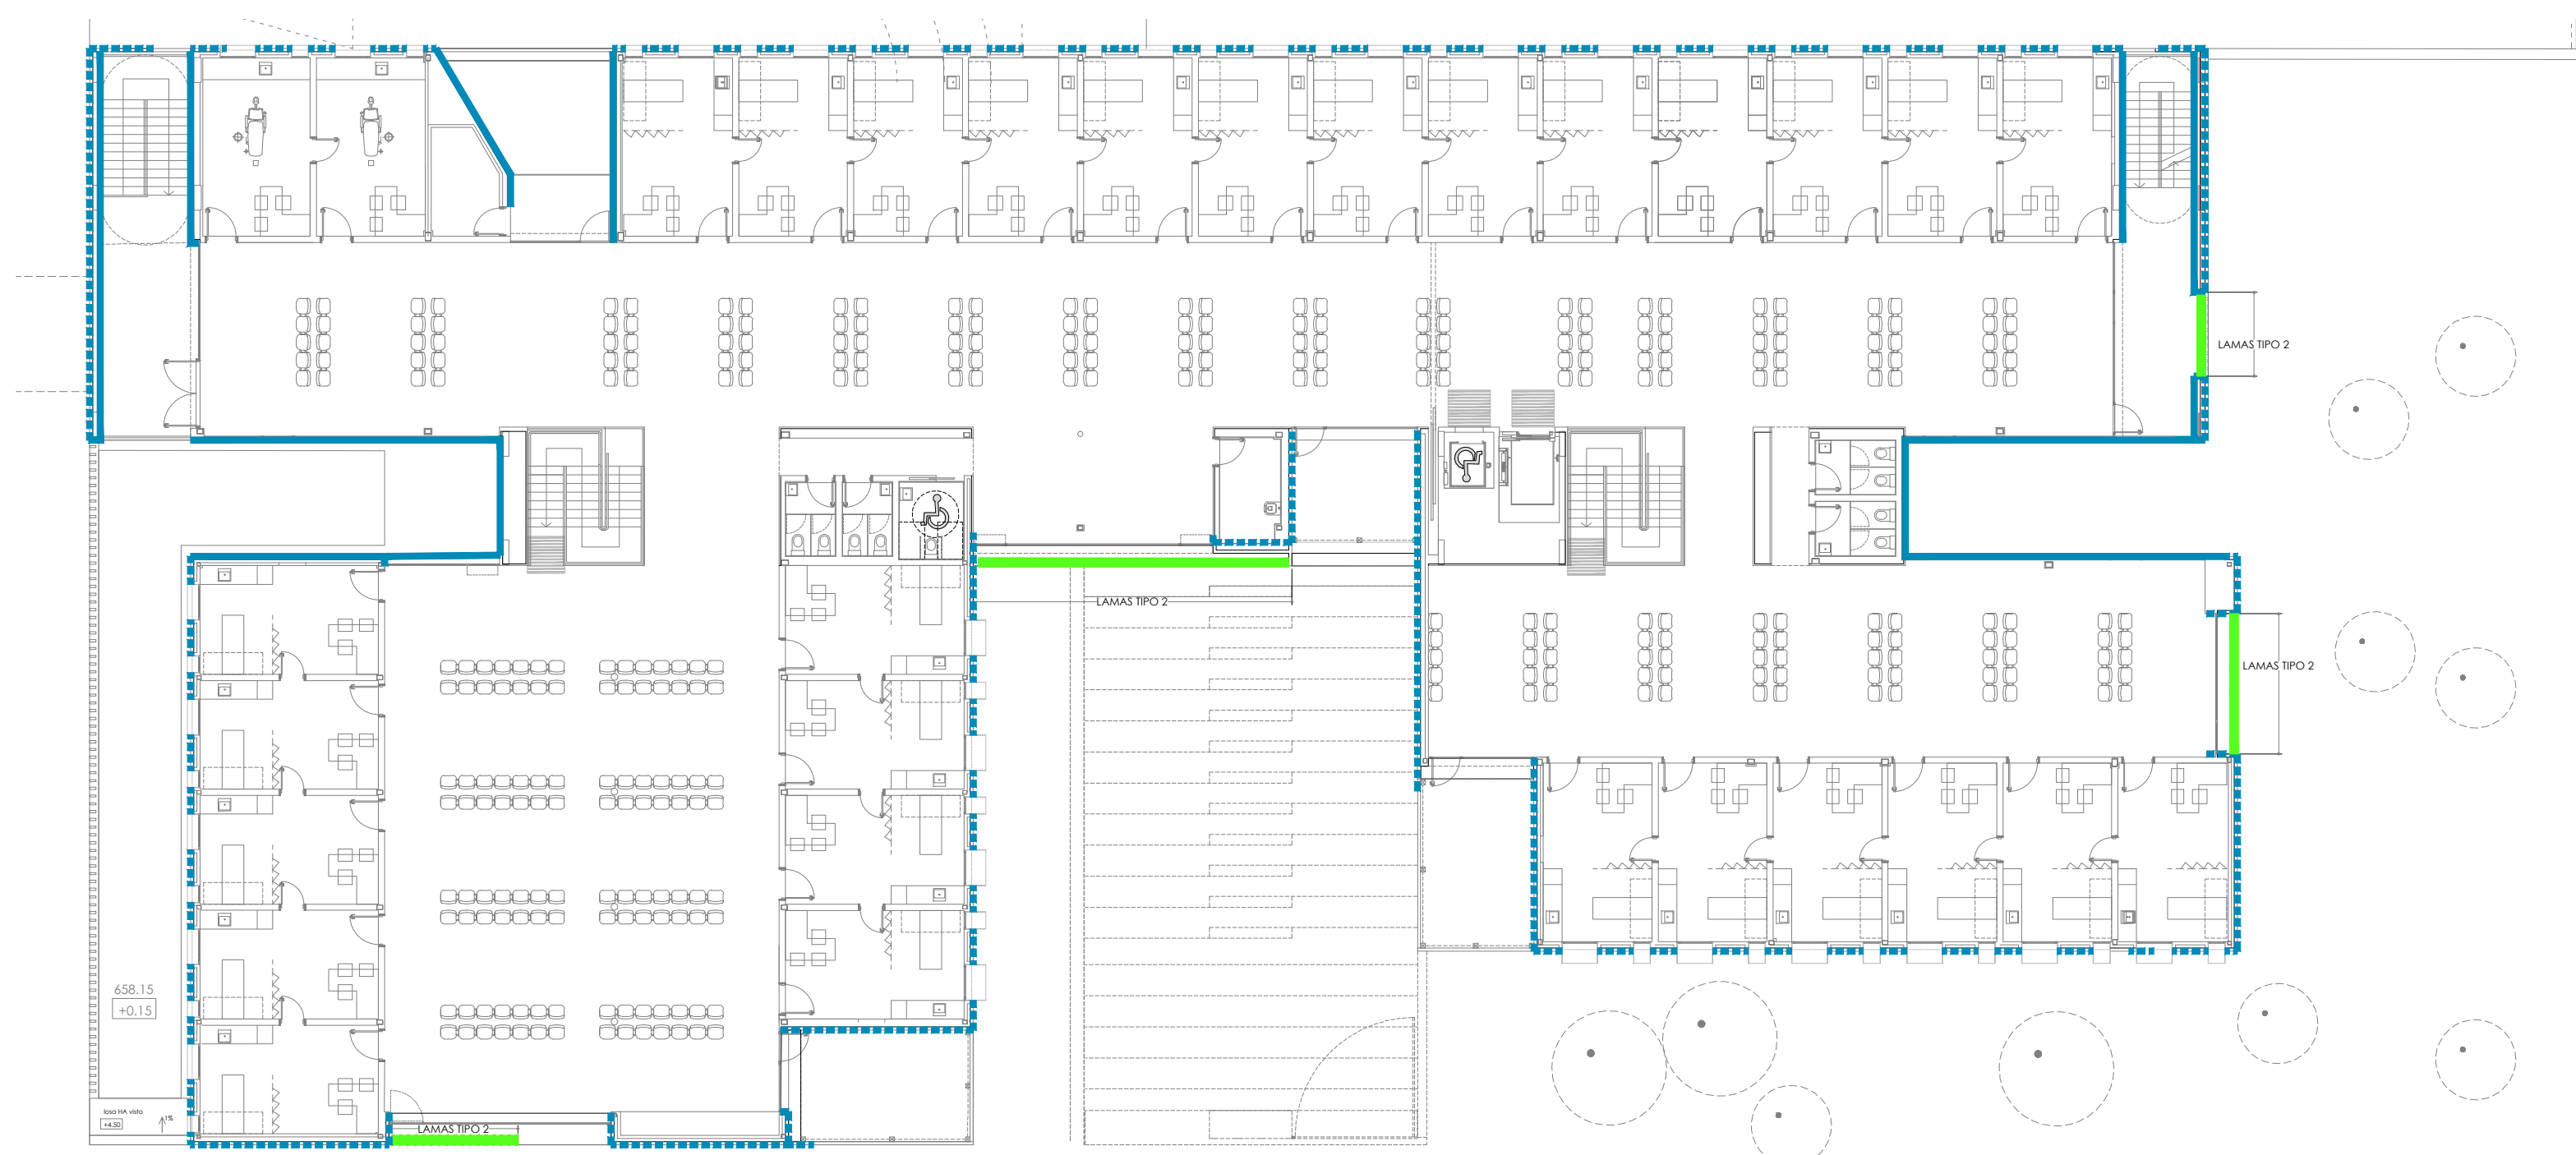 LAMAS TIPO 2
LAMAS TIPO 2
LAMAS TIPO 2
658.15
+0.15
losa HA visto
+4.50
1%
LAMAS TIPO 2